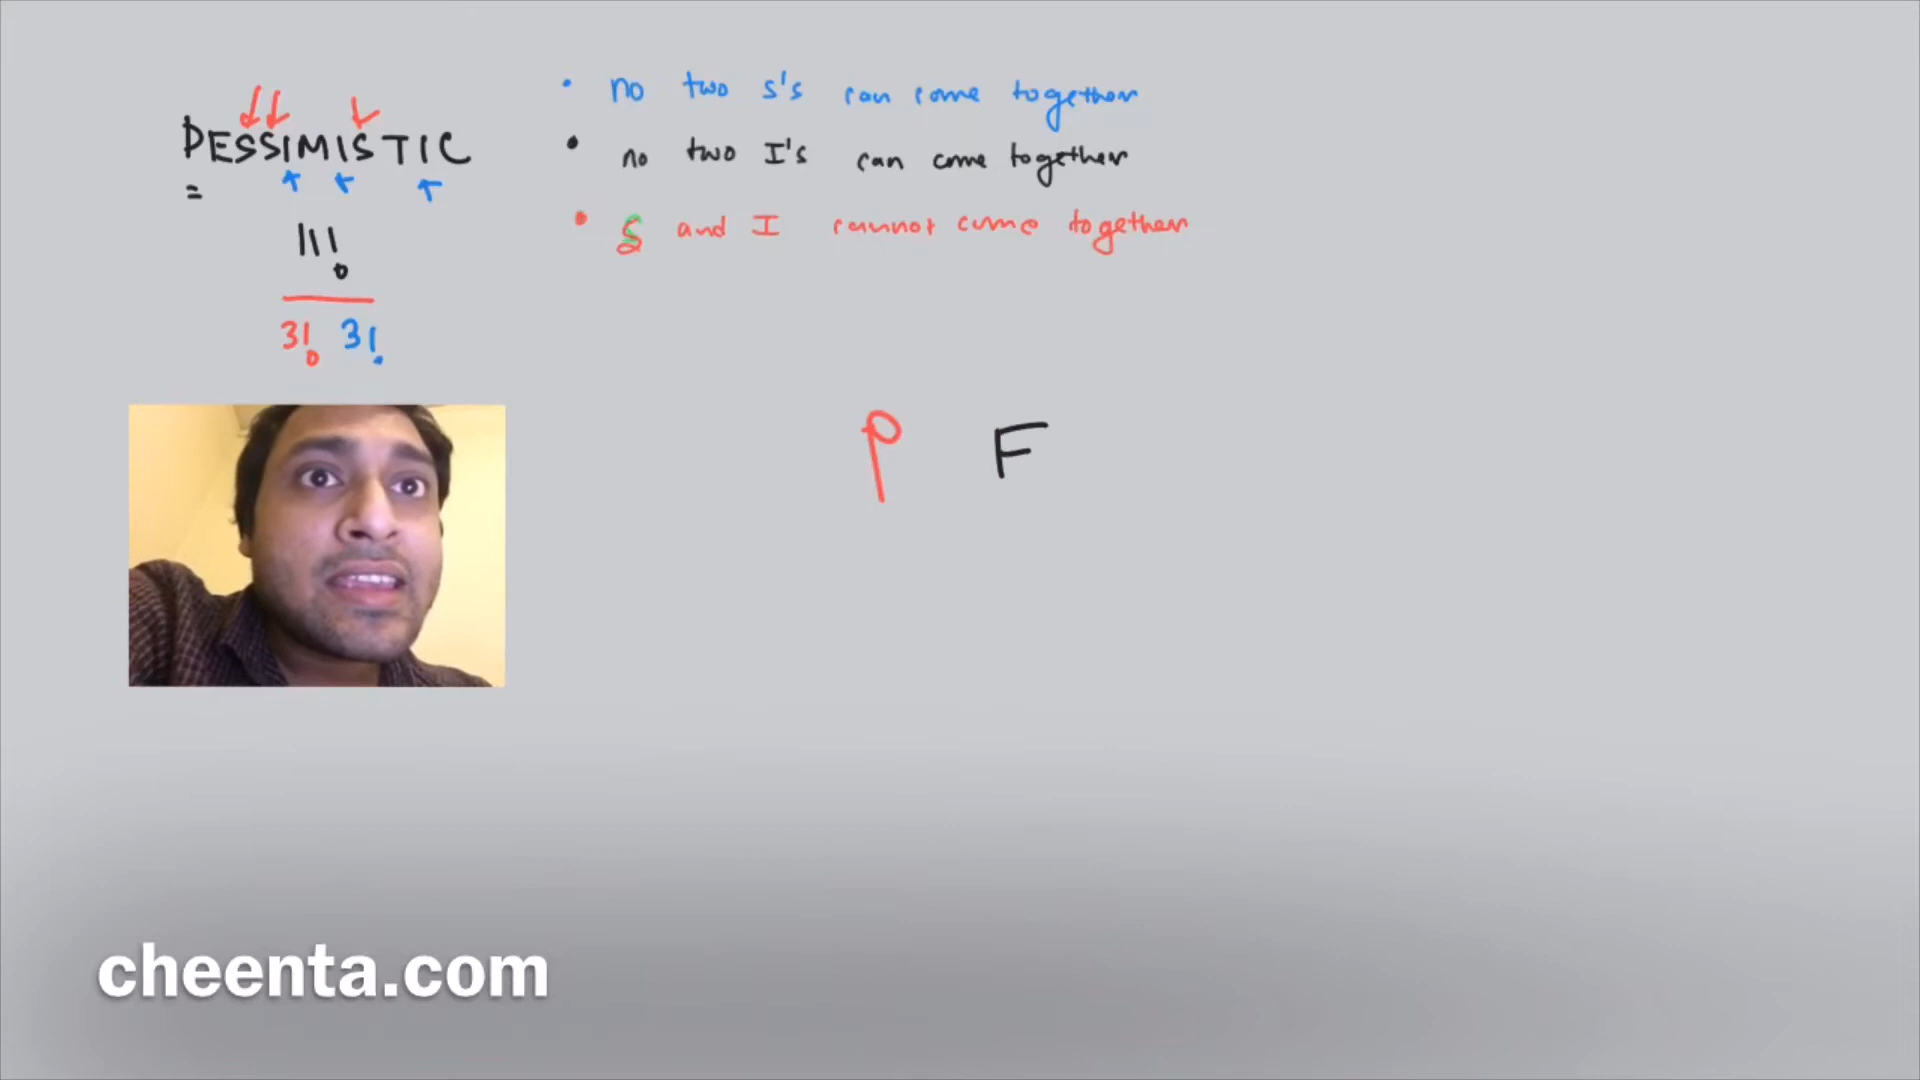 PESSIMISTIC
=
11!
3! 3!
• no two s's can come together
• no two I's can come together
• S and I cannot come together
P F
cheenta.com